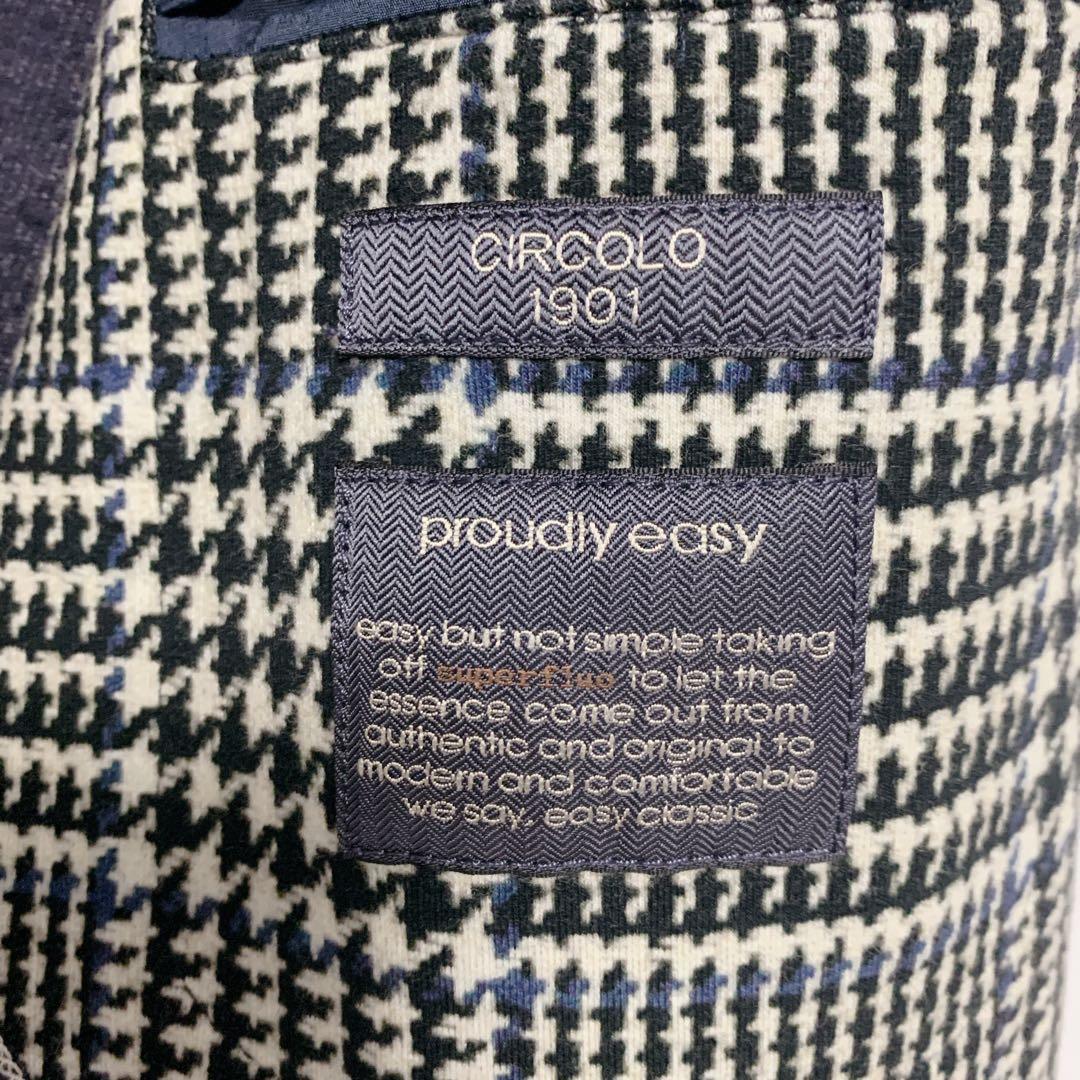 CIRCOLO
1901
proudly easy
easy but not simple taking
off superfluo to let the
essence come out from
authentic and original to
modern and comfortable
we say, easy classic